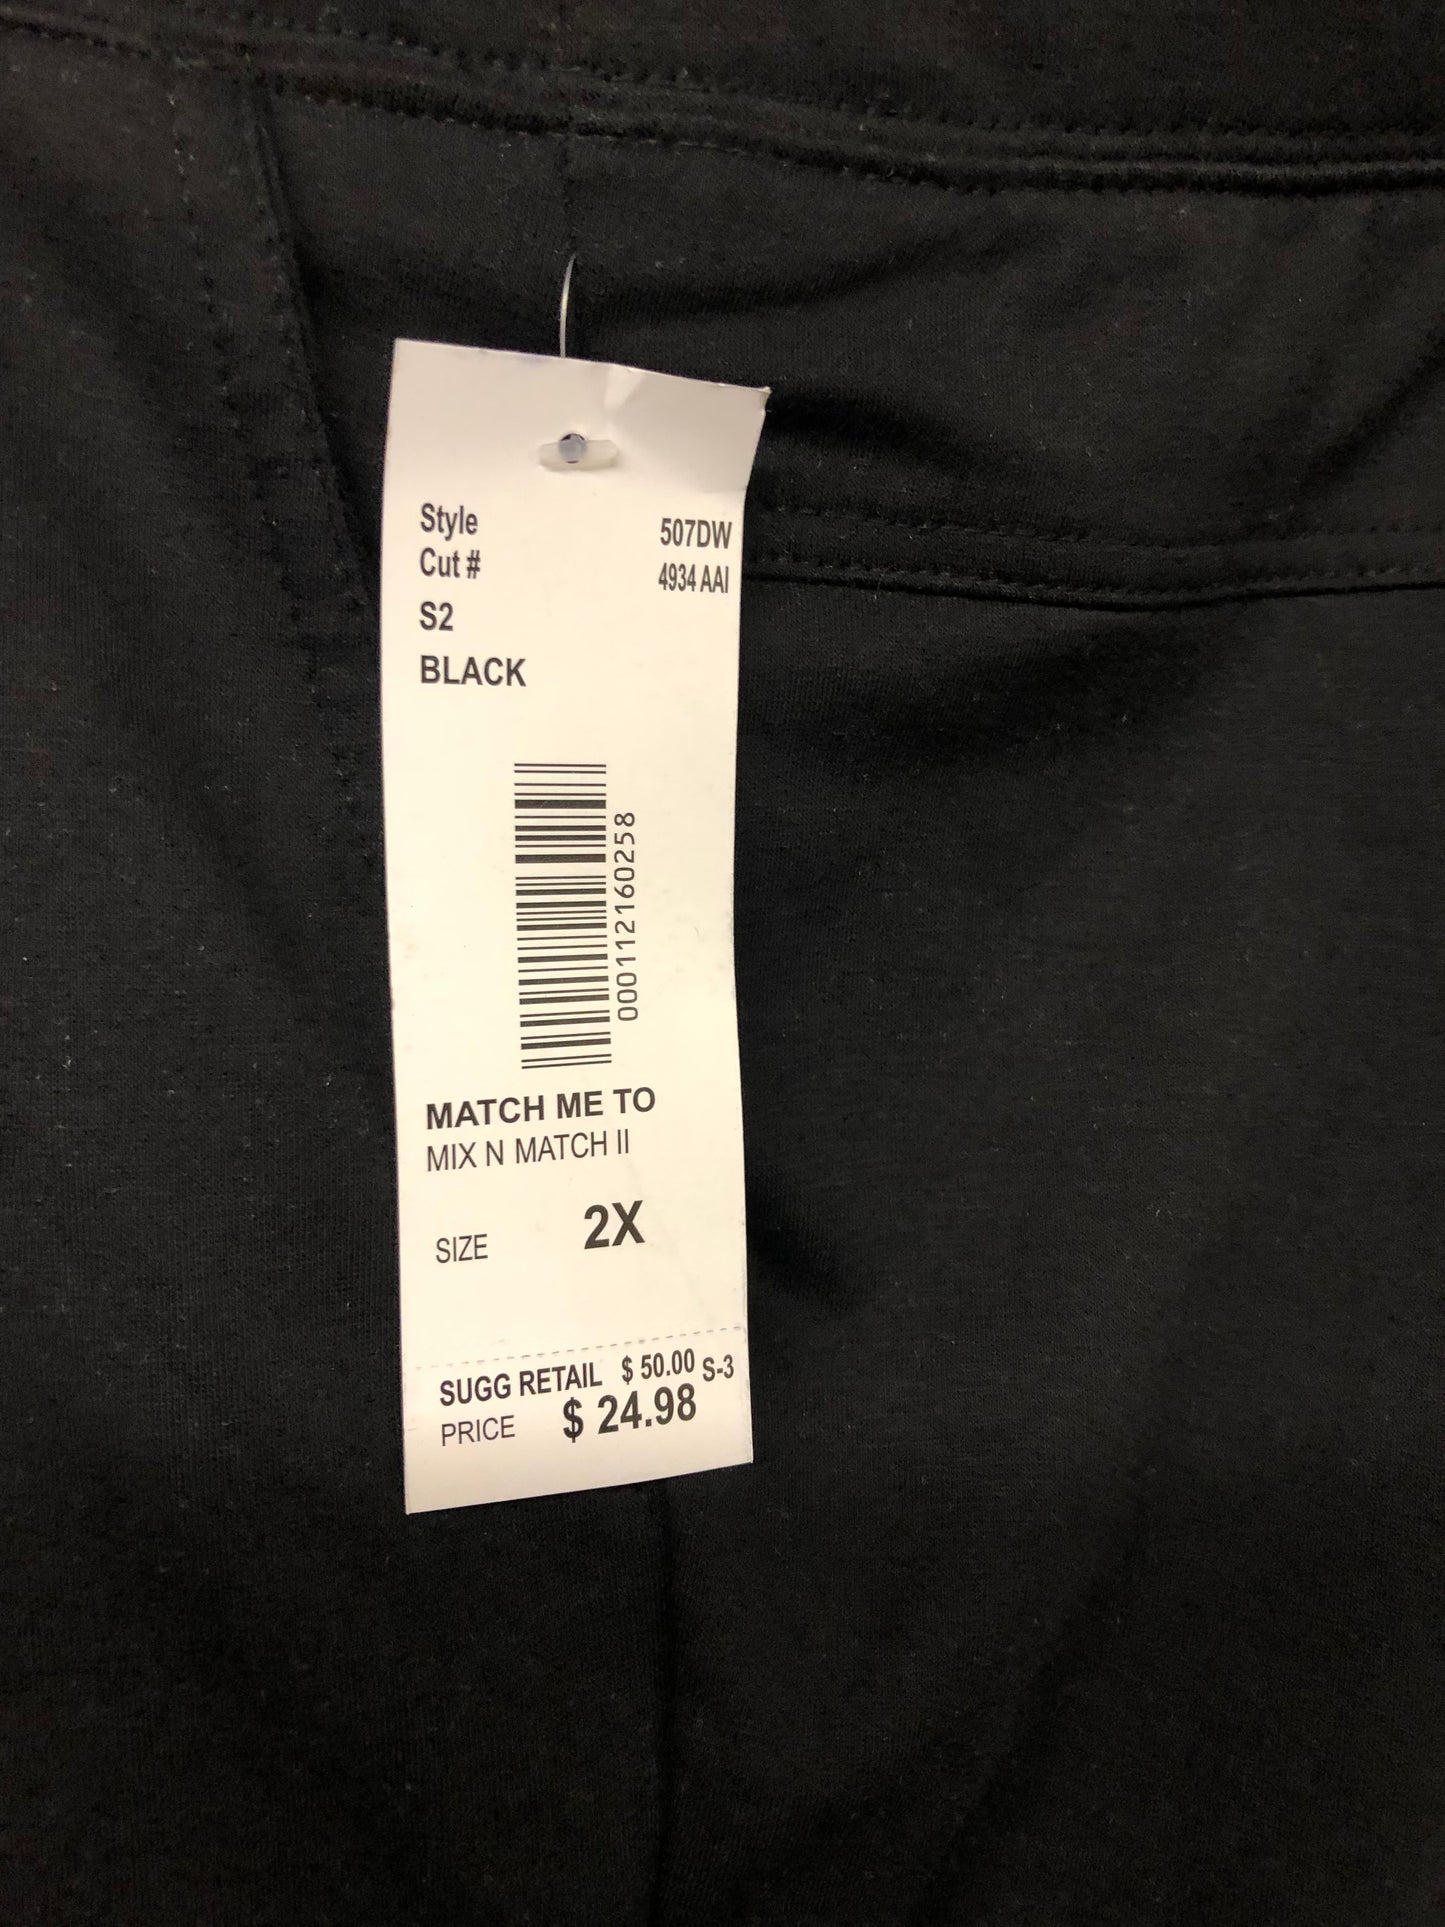 Style 507DW
Cut # 4934 AAI
S2
BLACK
000112160258
MATCH ME TO
MIX N MATCH II
SIZE 2X
SUGG RETAIL $ 50.00 S-3
PRICE $ 24.98